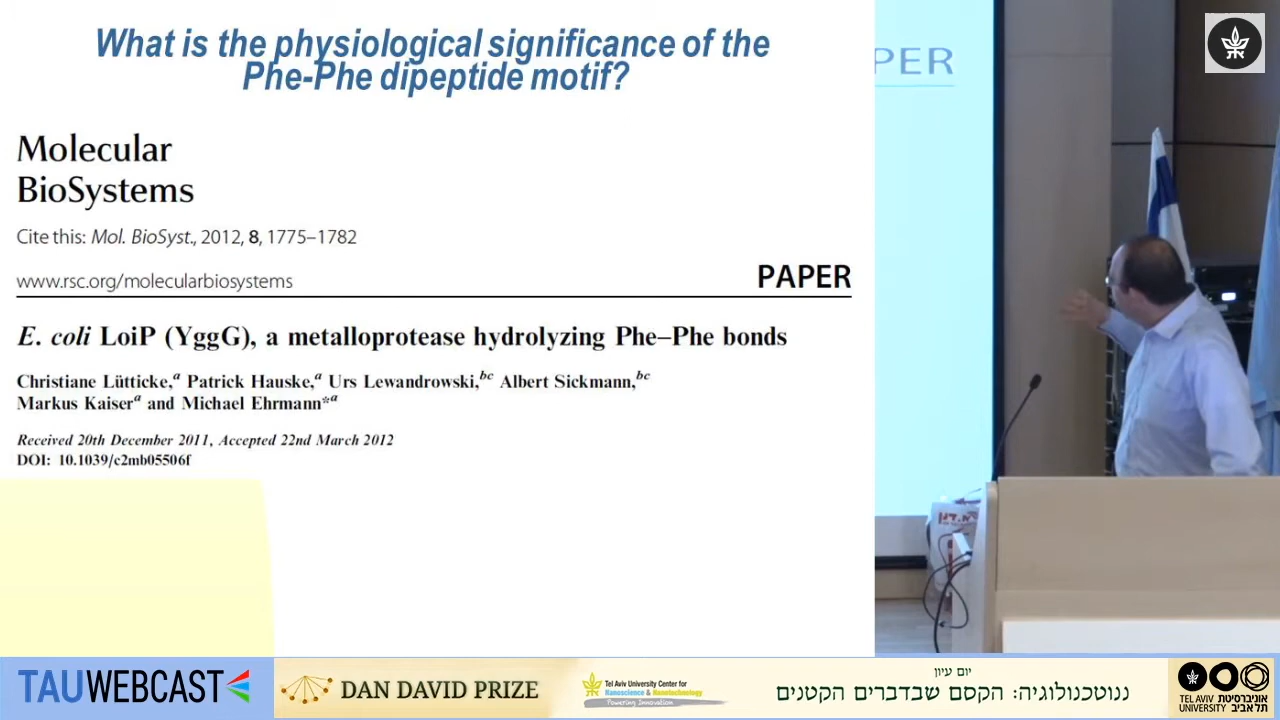 What is the physiological significance of the
Phe-Phe dipeptide motif?
Molecular
BioSystems
Cite this: Mol. BioSyst., 2012, 8, 1775–1782
www.rsc.org/molecularbiosystems
PAPER
E. coli LoiP (YggG), a metalloprotease hydrolyzing Phe–Phe bonds
Christiane Lütticke,a Patrick Hauske,a Urs Lewandrowski,bc Albert Sickmann,bc
Markus Kaisera and Michael Ehrmann*a
Received 20th December 2011, Accepted 22nd March 2012
DOI: 10.1039/c2mb05506f
PER
TAUWEBCAST
DAN DAVID PRIZE
Tel Aviv University Center for
Nanoscience & Nanotechnology
Powering Innovation
יום עיון
ננוטכנולוגיה: הקסם שבדברים הקטנים
TEL AVIV
UNIVERSITY
אוניברסיטת
תל אביב